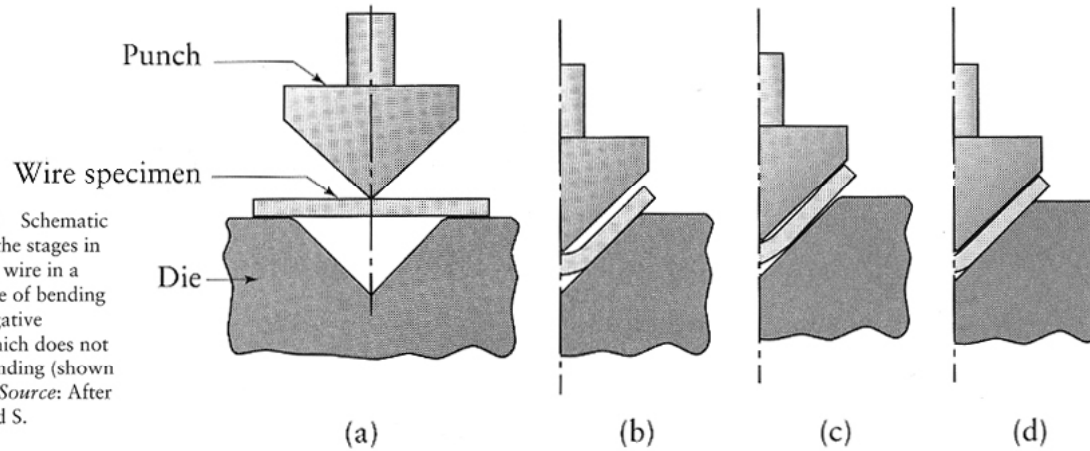 Punch
Wire specimen
Schematic
the stages in
wire in a
e of bending
gative
hich does not
nding (shown
Source: After
d S.
Die
(a)
(b)
(c)
(d)